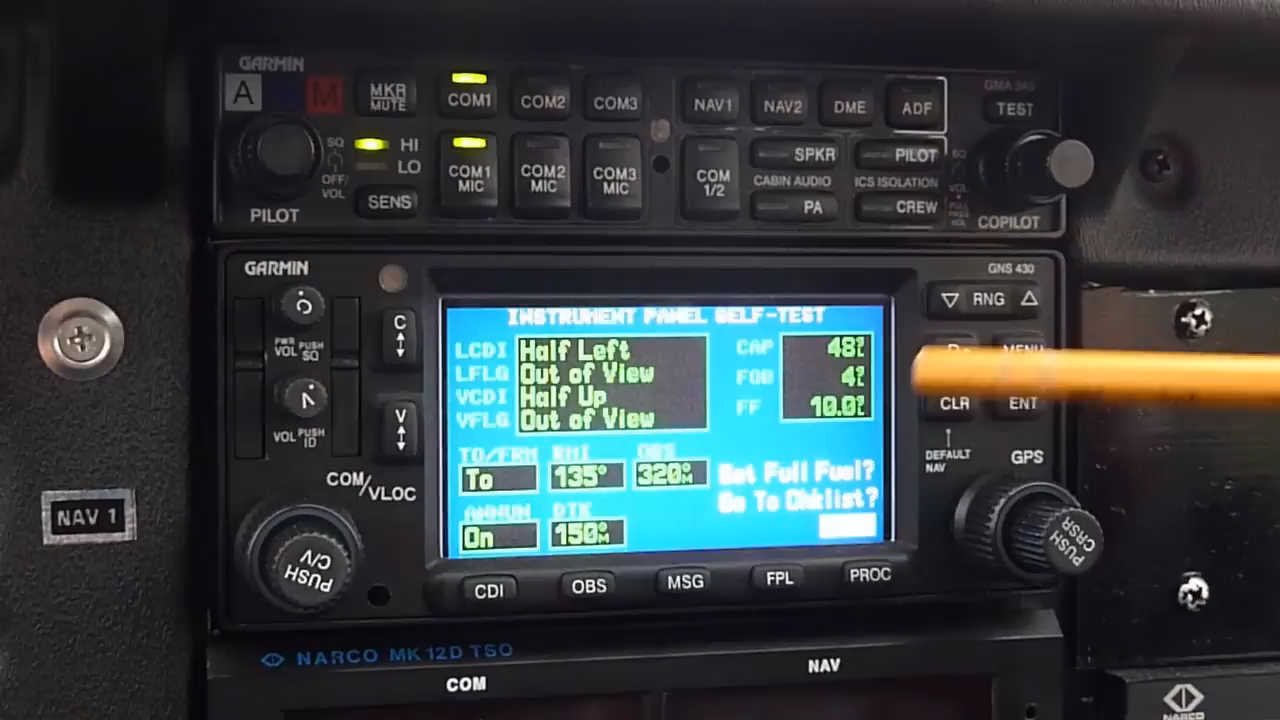 GARMIN
GMA 340
A M
MKR MUTE
COM1 COM2 COM3
NAV1 NAV2 DME ADF
TEST
SQ
OFF/ VOL
HI
LO
SENS
PILOT
COM1 MIC
COM2 MIC
COM3 MIC
COM 1/2
SPKR
CABIN AUDIO
PA
PILOT
ICS ISOLATION
CREW
SQ
VOL
COPILOT
GARMIN
GNS 430
PWR VOL PUSH SQ
VOL PUSH ID
C
V
COM/VLOC
PUSH C/V
INSTRUMENT PANEL SELF-TEST
LCDI Half Left
LFLG Out of View
VCDI Half Up
VFLG Out of View
CAP 48
FOB 4
FF 10.0
TO/FRM RMI OBS
To 135° 320°M
Set Full Fuel?
Go To Chklist?
ANNUN DTK
On 150°M
RNG
MENU
CLR ENT
DEFAULT NAV
GPS
PUSH CRSR
CDI OBS MSG FPL PROC
NAV 1
NARCO MK 12D TSO
COM NAV
NARCO